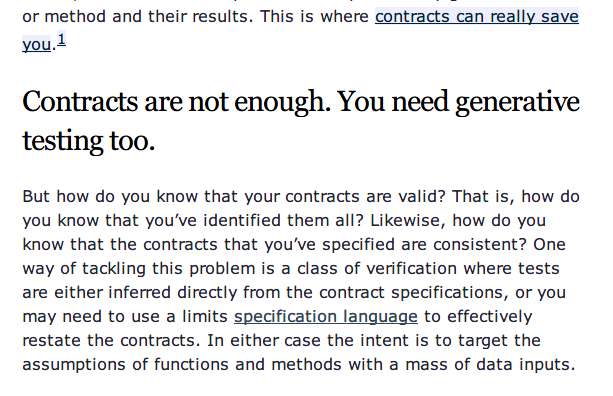 or method and their results. This is where contracts can really save
you.1
Contracts are not enough. You need generative
testing too.
But how do you know that your contracts are valid? That is, how do
you know that you’ve identified them all? Likewise, how do you
know that the contracts that you’ve specified are consistent? One
way of tackling this problem is a class of verification where tests
are either inferred directly from the contract specifications, or you
may need to use a limits specification language to effectively
restate the contracts. In either case the intent is to target the
assumptions of functions and methods with a mass of data inputs.